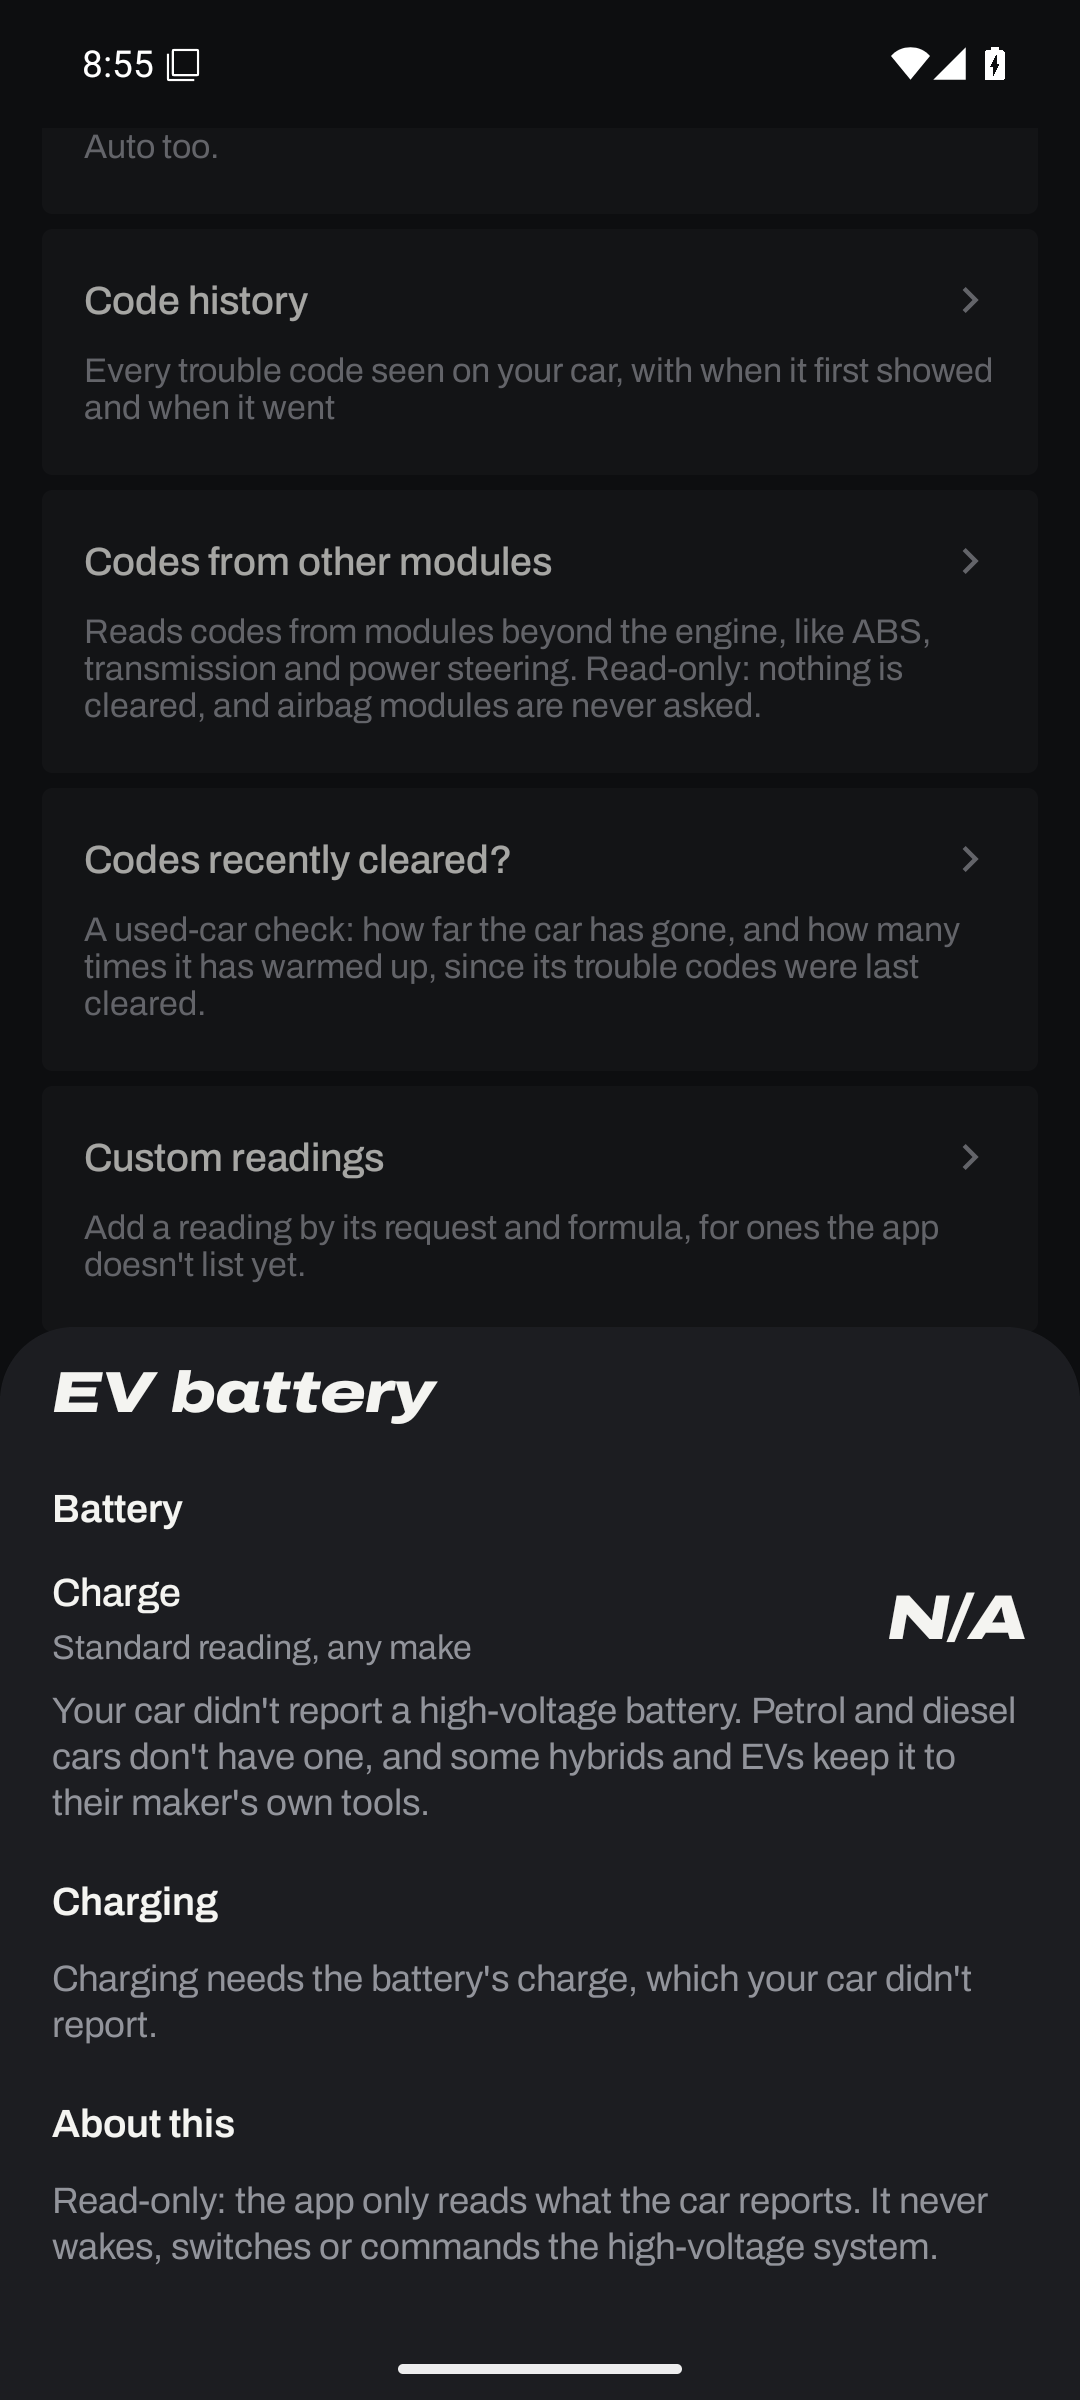 8:55
Auto too.
Code history
Every trouble code seen on your car, with when it first showed
and when it went
Codes from other modules
Reads codes from modules beyond the engine, like ABS,
transmission and power steering. Read-only: nothing is
cleared, and airbag modules are never asked.
Codes recently cleared?
A used-car check: how far the car has gone, and how many
times it has warmed up, since its trouble codes were last
cleared.
Custom readings
Add a reading by its request and formula, for ones the app
doesn't list yet.
EV battery
Battery
Charge
N/A
Standard reading, any make
Your car didn't report a high-voltage battery. Petrol and diesel
cars don't have one, and some hybrids and EVs keep it to
their maker's own tools.
Charging
Charging needs the battery's charge, which your car didn't
report.
About this
Read-only: the app only reads what the car reports. It never
wakes, switches or commands the high-voltage system.